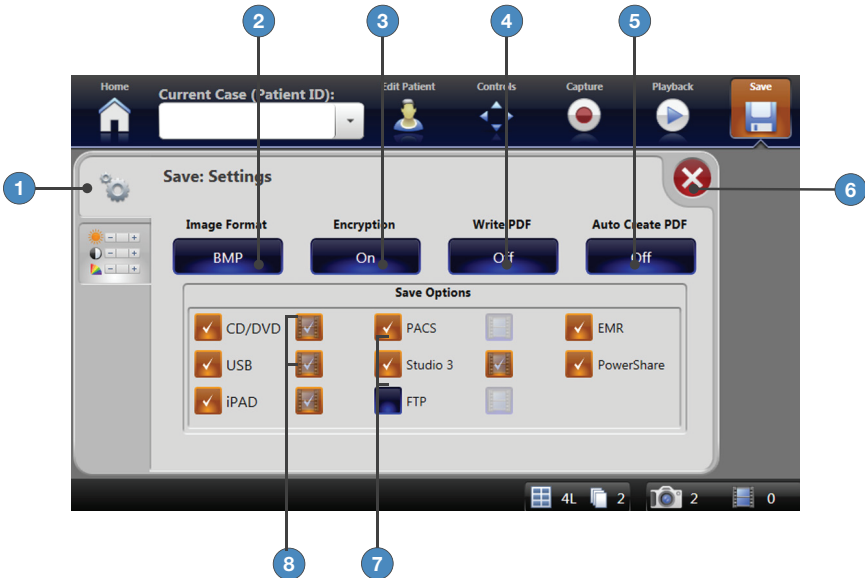 2 3 4 5
Home Edit Patient Controls Capture Playback Save
Current Case (Patient ID):
1
Save: Settings
6
Image Format Encryption Write PDF Auto Create PDF
BMP On Off Off
Save Options
CD/DVD PACS EMR
USB Studio 3 PowerShare
iPAD FTP
4L 2 2 0
8 7